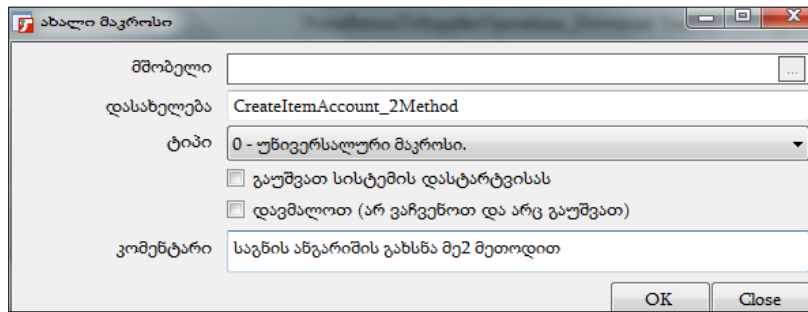 ახალი მაკროსი
მშობელი
...
დასახელება CreateItemAccount_2Method
ტიპი 0 - უნივერსალური მაკროსი.
გაუშვათ სისტემის დასტარტვისას
დავმალოთ (არ ვაჩვენოთ და არც გაუშვათ)
კომენტარი საგნის ანგარიშის გახსნა მე2 მეთოდით
OK Close